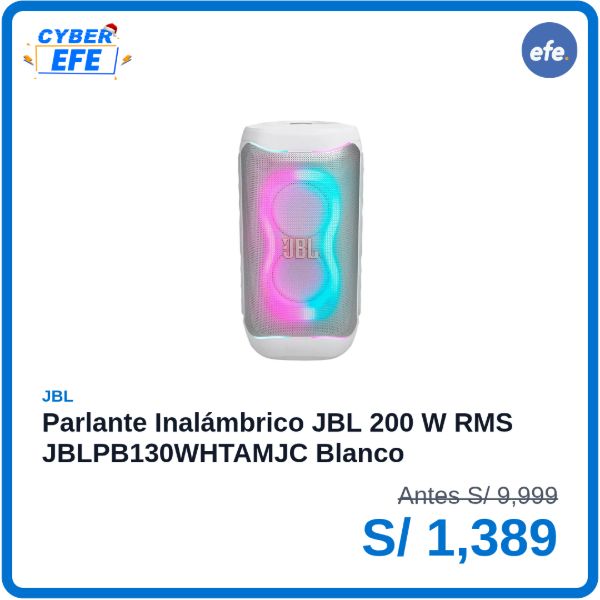 CYBER
EFE
efe.
JBL
JBL
Parlante Inalámbrico JBL 200 W RMS
JBLPB130WHTAMJC Blanco
Antes S/ 9,999
S/ 1,389